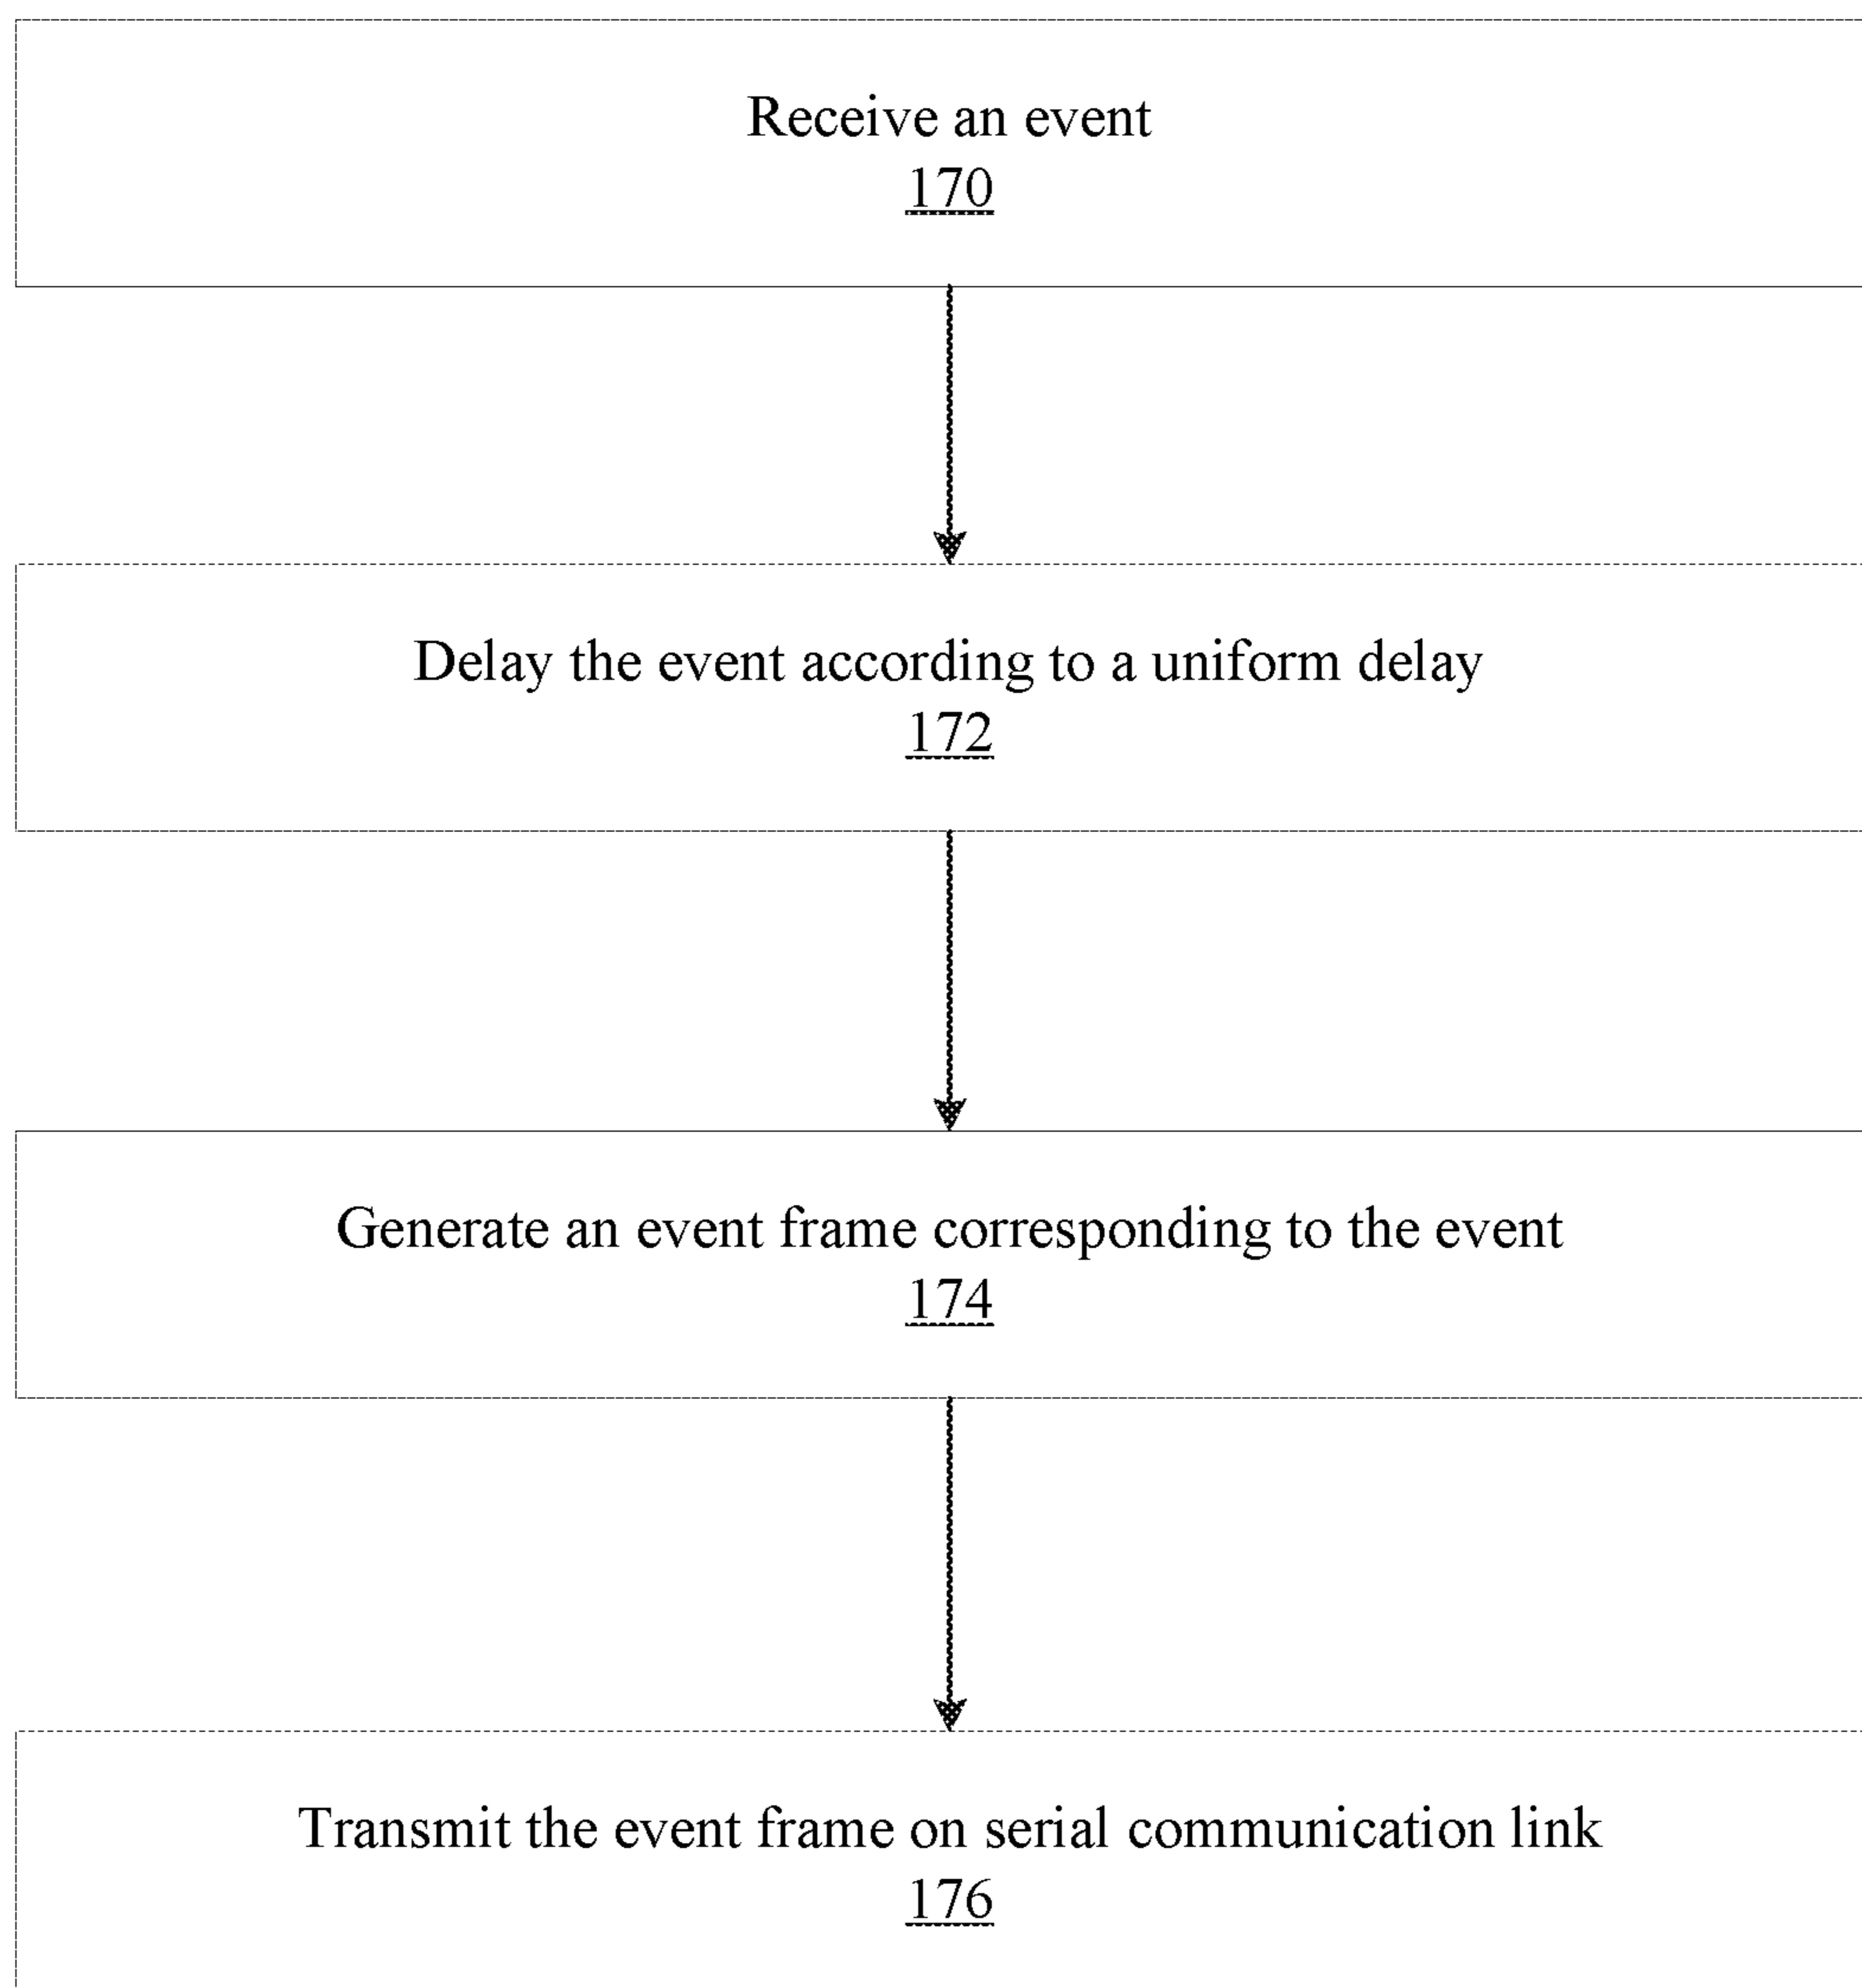 Receive an event
170
Delay the event according to a uniform delay
172
Generate an event frame corresponding to the event
174
Transmit the event frame on serial communication link
176